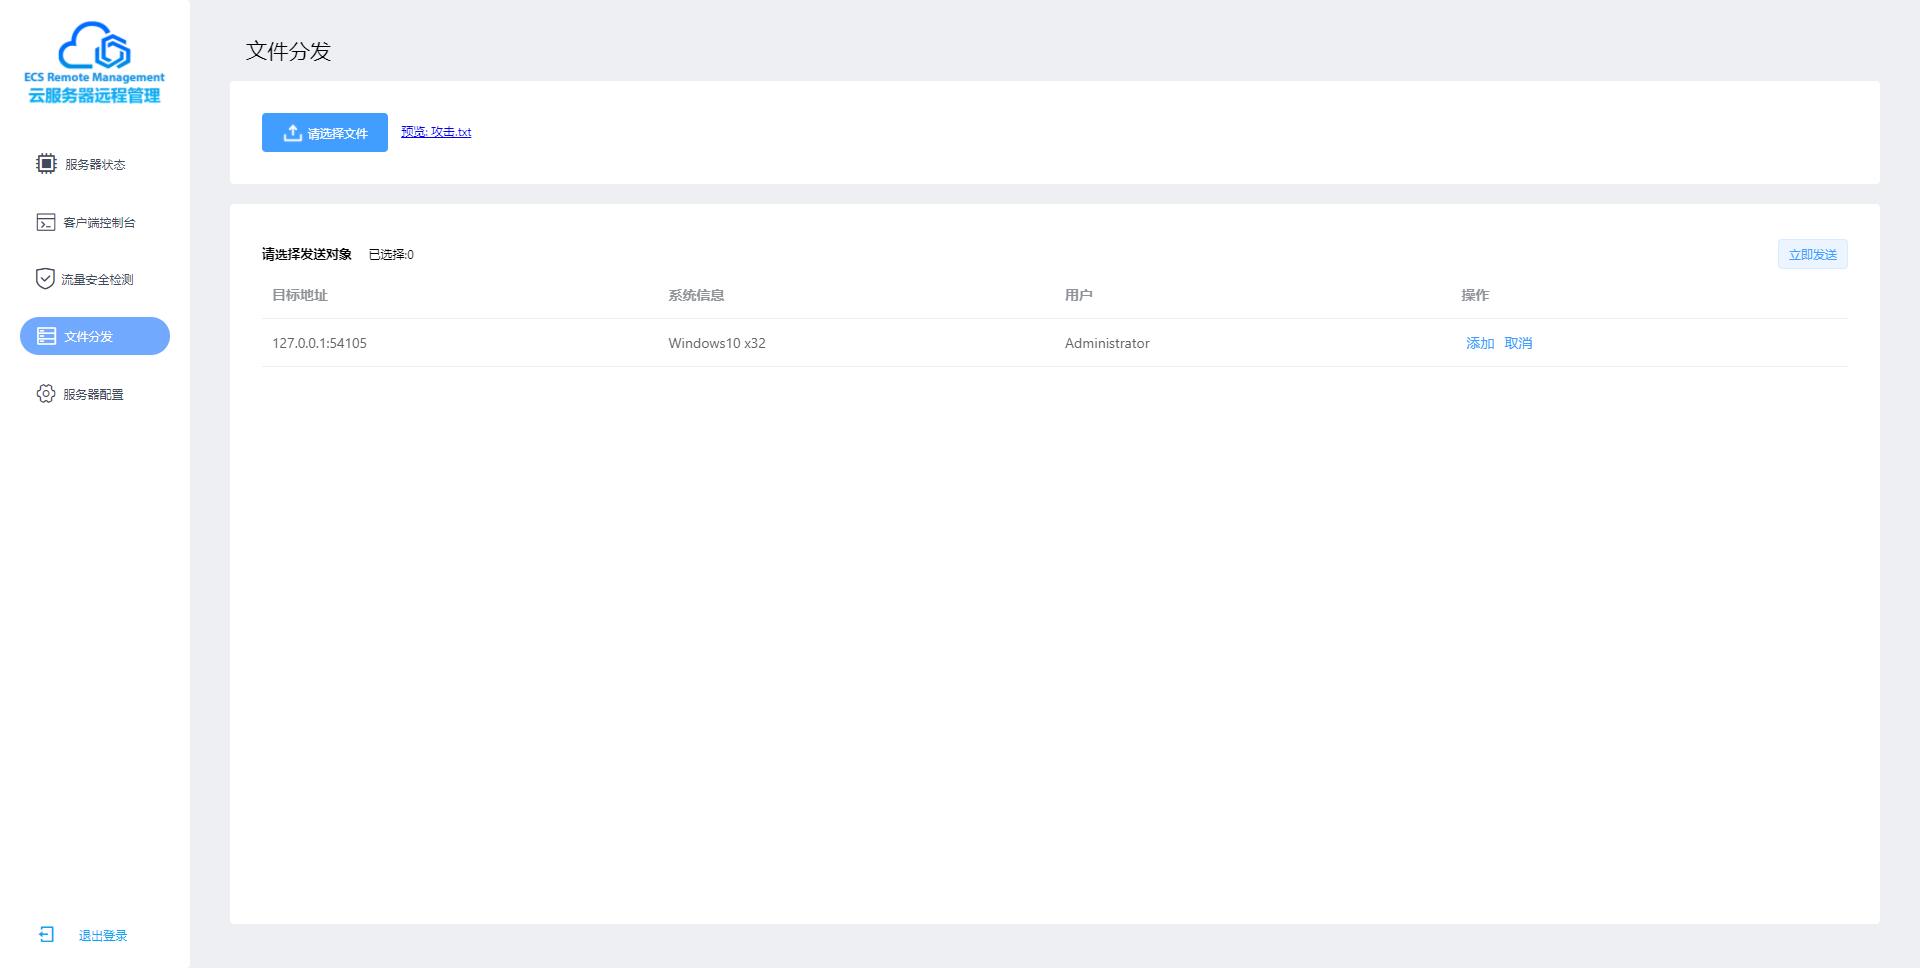 ECS Remote Management
云服务器远程管理
服务器状态
客户端控制台
流量安全检测
文件分发
服务器配置
退出登录
文件分发
请选择文件 预览: 攻击.txt
请选择发送对象 已选择:0 立即发送
目标地址 系统信息 用户 操作
127.0.0.1:54105 Windows10 x32 Administrator 添加 取消